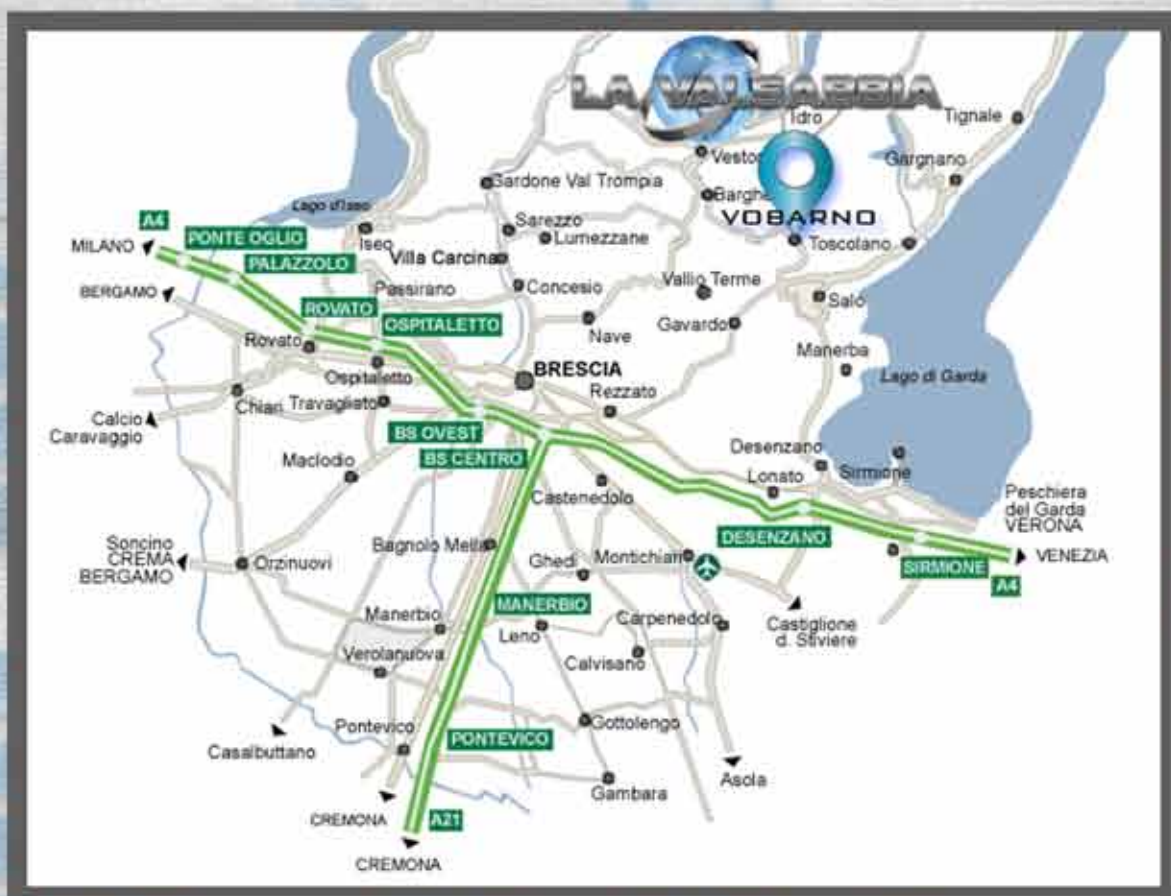 LA VALSABBIA
Idro
Tignale
Vesto
Gargnano
Gardone Val Trompia
Barghe
Lago d'Iseo
VOBARNO
A4
PONTE OGLIO
Iseo
Sarezzo
Lumezzane
Toscolano
MILANO
PALAZZOLO
Villa Carcina
BERGAMO
Passirano
Concesio
Vallio Terme
Salò
ROVATO
OSPITALETTO
Nave
Gavardo
Rovato
Manerba
Ospitaletto
BRESCIA
Lago di Garda
Rezzato
Chiari
Travagliato
Calcio
Caravaggio
BS OVEST
BS CENTRO
Desenzano
Maclodio
Lonato
Sirmione
Castenedolo
Peschiera
del Garda
VERONA
DESENZANO
Soncino
CREMA
BERGAMO
Orzinuovi
Bagnolo Mella
Ghedi
Montichiari
VENEZIA
SIRMIONE
A4
MANERBIO
Manerbio
Leno
Carpenedolo
Castiglione
d. Stiviere
Verolanuova
Calvisano
Pontevico
Gottolengo
PONTEVICO
Casalbuttano
Asola
Gambara
CREMONA
A21
CREMONA